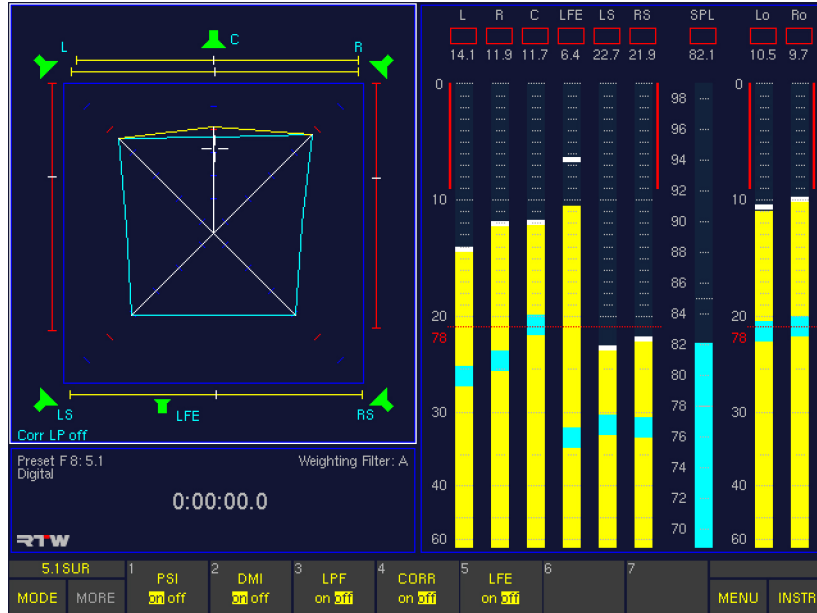 L R C LFE LS RS SPL Lo Ro
14.1 11.9 11.7 6.4 22.7 21.9 82.1 10.5 9.7
C
L R
0 98 0
96
94
92
10 90 10
88
86
84
20 20
78 82 78
80
30 78 30
76
74
40 72 40
70
60 60
LS LFE RS
Corr LP off
Preset F 8: 5.1 Weighting Filter: A
Digital
0:00:00.0
RTW
5.1SUR 1 PSI 2 DMI 3 LPF 4 CORR 5 LFE 6 7
MODE MORE on off on off on off on off on off MENU INSTR